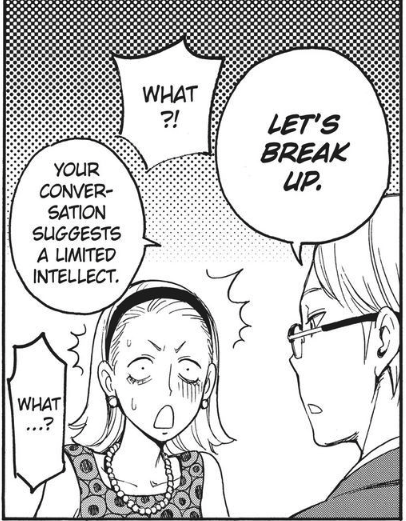 LET'S
BREAK
UP.
WHAT
?!
YOUR
CONVER-
SATION
SUGGESTS
A LIMITED
INTELLECT.
WHAT
...?